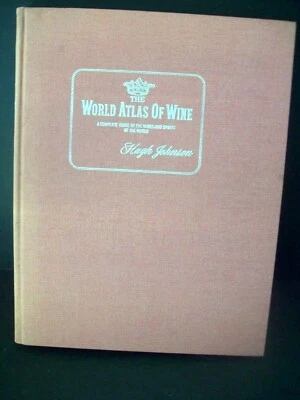 THE
WORLD ATLAS OF WINE
A COMPLETE GUIDE TO THE WINES AND SPIRITS
OF THE WORLD
Hugh Johnson